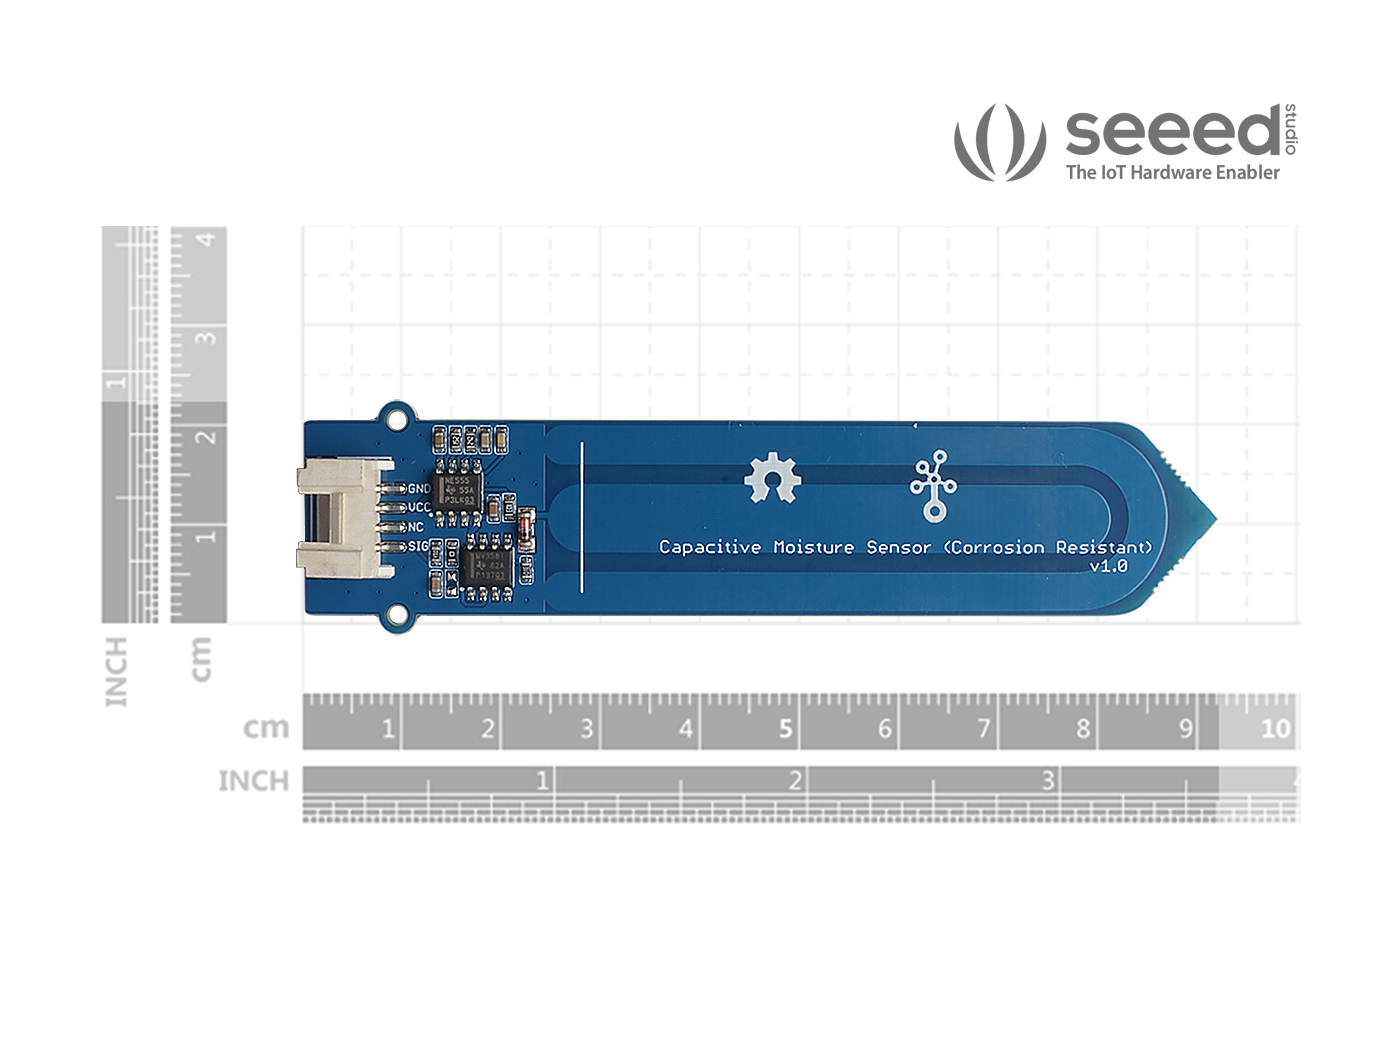 seeed
studio
The IoT Hardware Enabler
4
3
2
1
1
INCH
cm
GND
VCC
NC
SIG
NE555
55A
P3LK
62A
Capacitive Moisture Sensor (Corrosion Resistant)
v1.0
cm 1 2 3 4 5 6 7 8 9 10
INCH 1 2 3